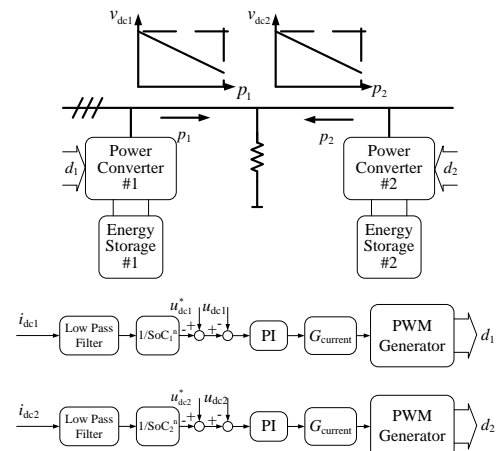 v_dc1
v_dc2
p_1
p_2
p_1
p_2
d_1
Power
Converter
#1
Power
Converter
#2
d_2
Energy
Storage
#1
Energy
Storage
#2
i_dc1
Low Pass
Filter
1/SoC_1^n
u*_dc1
u_dc1
- +
+ -
PI
G_current
PWM
Generator
d_1
i_dc2
Low Pass
Filter
1/SoC_2^n
u*_dc2
u_dc2
- +
+ -
PI
G_current
PWM
Generator
d_2